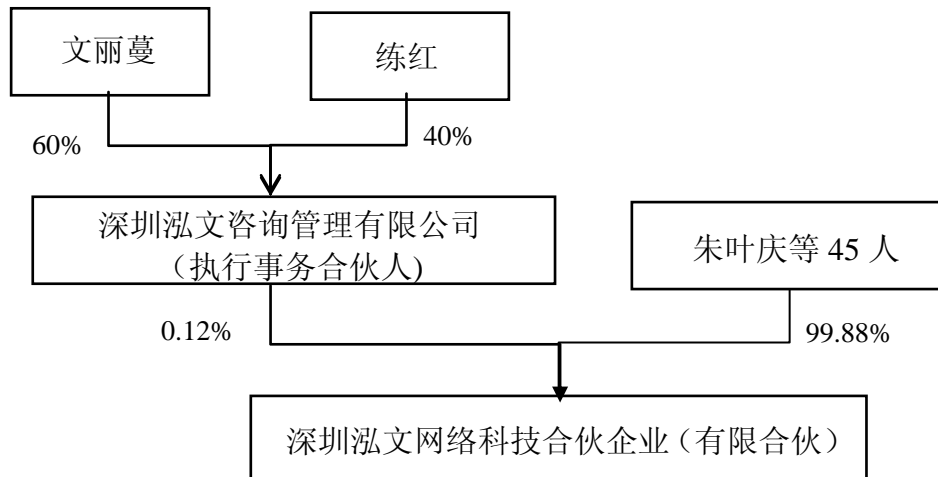 文丽蔓
练红
60%
40%
深圳泓文咨询管理有限公司
（执行事务合伙人)
朱叶庆等 45 人
0.12%
99.88%
深圳泓文网络科技合伙企业（有限合伙）